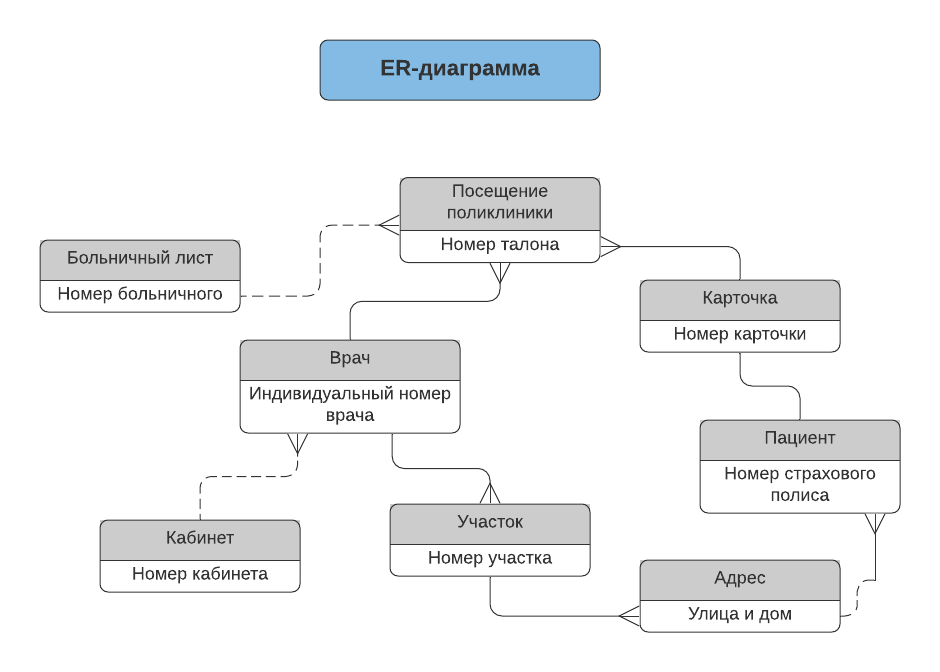 ER-диаграмма
Посещение
поликлиники
Номер талона
Больничный лист
Номер больничного
Карточка
Номер карточки
Врач
Индивидуальный номер
врача
Пациент
Номер страхового
полиса
Кабинет
Номер кабинета
Участок
Номер участка
Адрес
Улица и дом